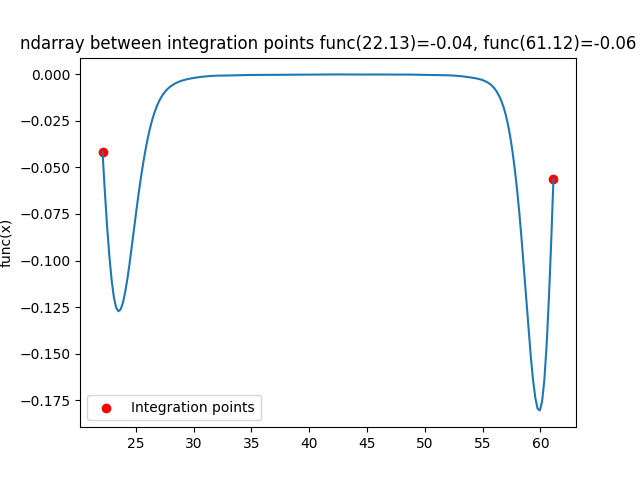 ndarray between integration points func(22.13)=-0.04, func(61.12)=-0.06
0.000
−0.025
−0.050
−0.075
−0.100
−0.125
−0.150
−0.175
func(x)
Integration points
25 30 35 40 45 50 55 60